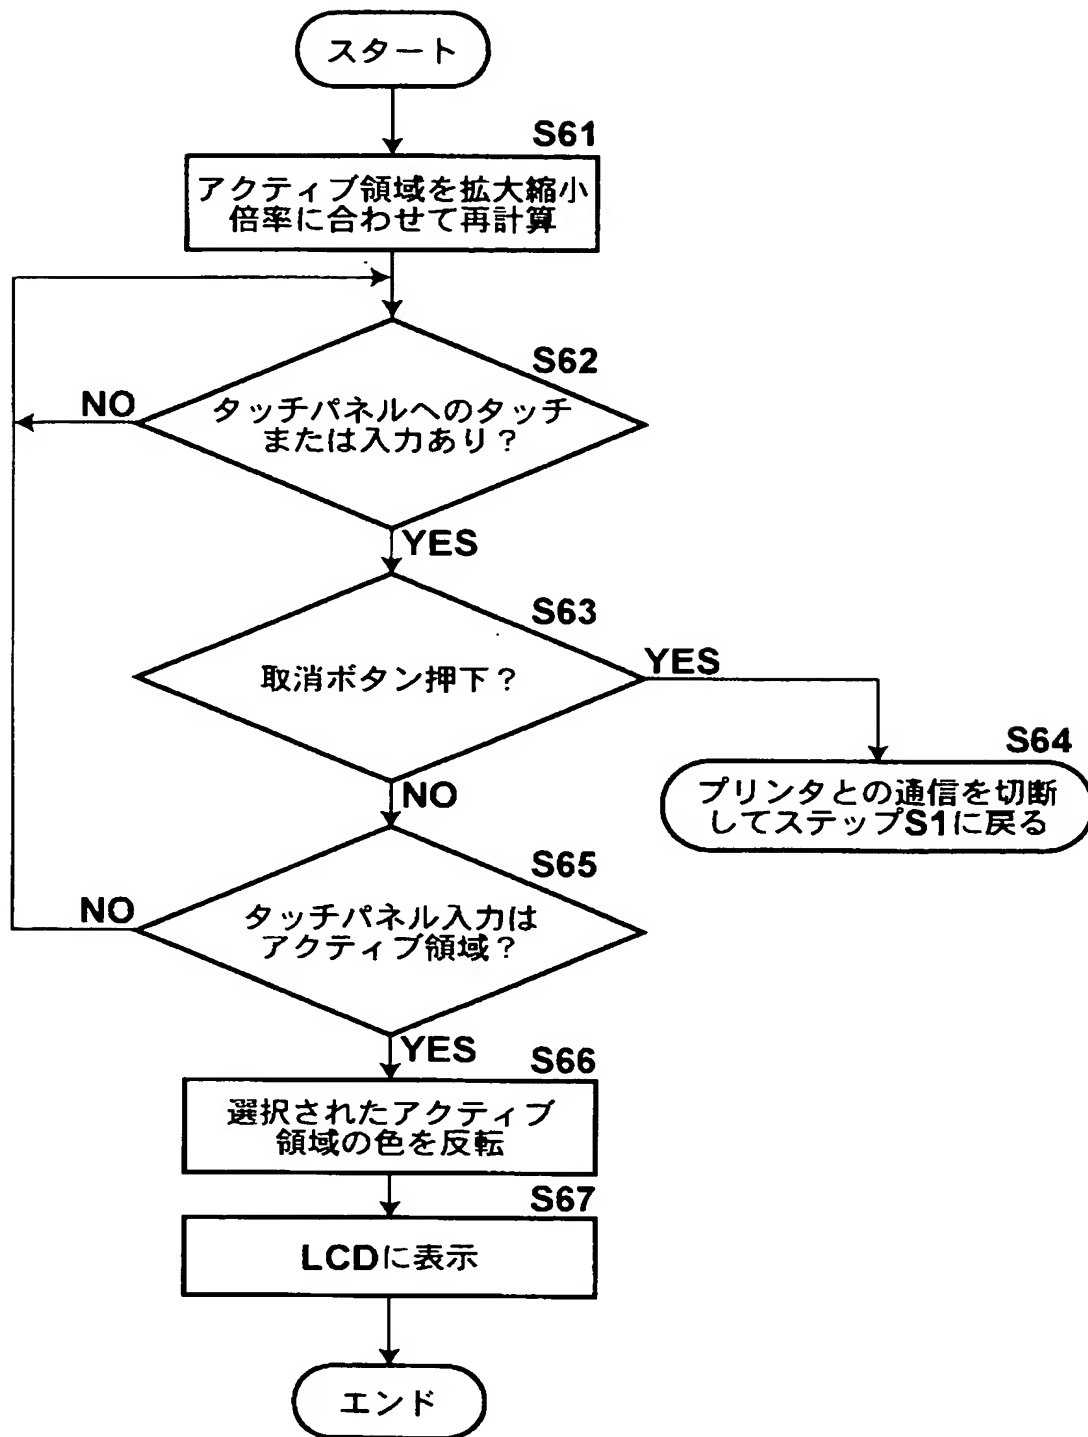 スタート
S61
アクティブ領域を拡大縮小
倍率に合わせて再計算
S62
NO
タッチパネルへのタッチ
または入力あり？
YES
S63
取消ボタン押下？
YES
S64
プリンタとの通信を切断
してステップS1に戻る
NO
S65
NO
タッチパネル入力は
アクティブ領域？
YES
S66
選択されたアクティブ
領域の色を反転
S67
LCDに表示
エンド